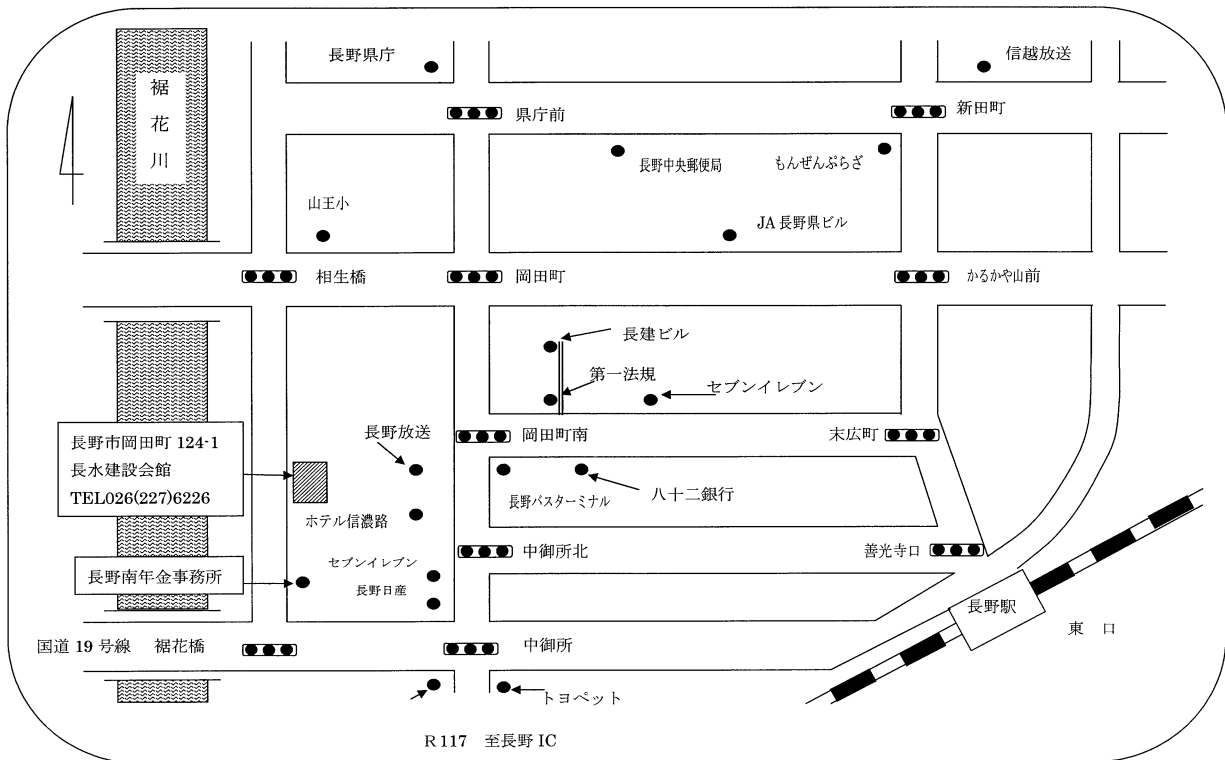 長野県庁
信越放送
裾花川
県庁前
新田町
長野中央郵便局
もんぜんぷらざ
山王小
JA長野県ビル
相生橋
岡田町
かるかや山前
長建ビル
第一法規
セブンイレブン
長野市岡田町 124-1
長水建設会館
TEL026(227)6226
長野放送
岡田町南
末広町
長野バスターミナル
八十二銀行
ホテル信濃路
中御所北
善光寺口
セブンイレブン
長野南年金事務所
長野日産
長野駅
東 口
国道 19 号線 裾花橋
中御所
トヨペット
R117 至長野 IC